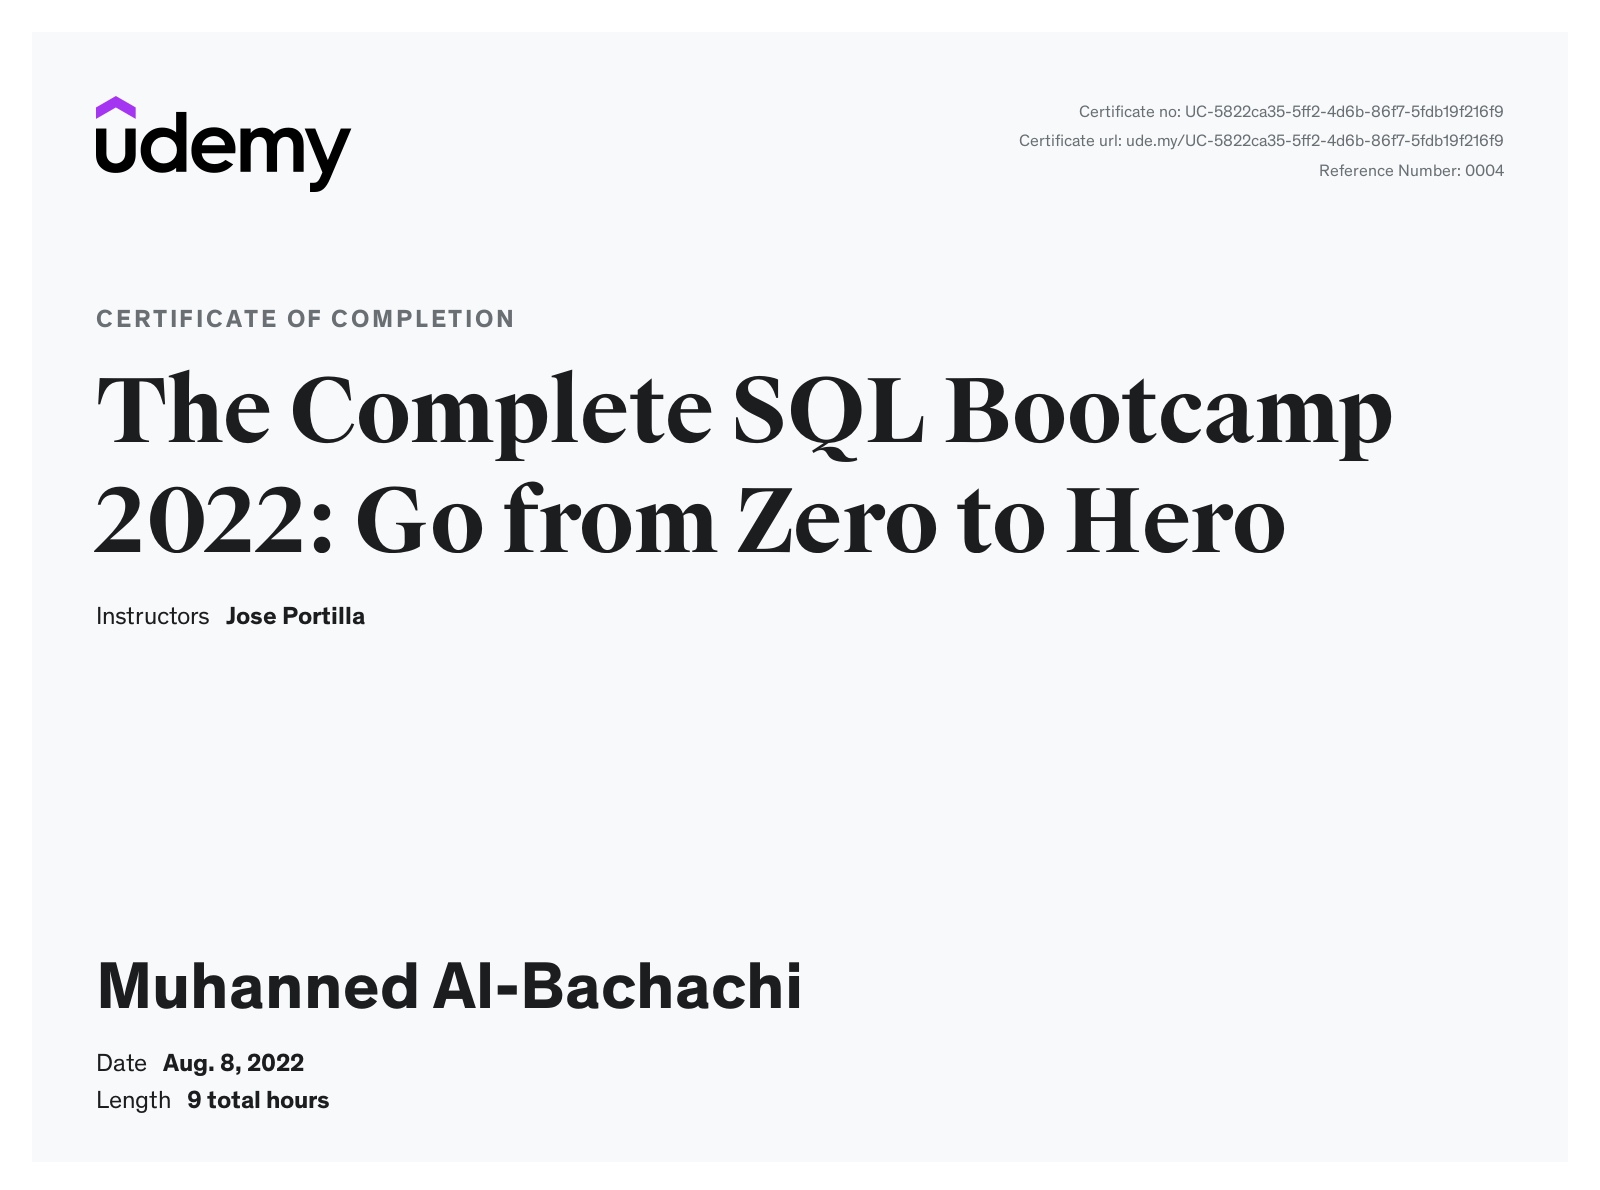 udemy
Certificate no: UC-5822ca35-5ff2-4d6b-86f7-5fdb19f216f9
Certificate url: ude.my/UC-5822ca35-5ff2-4d6b-86f7-5fdb19f216f9
Reference Number: 0004
CERTIFICATE OF COMPLETION
The Complete SQL Bootcamp
2022: Go from Zero to Hero
Instructors Jose Portilla
Muhanned Al-Bachachi
Date Aug. 8, 2022
Length 9 total hours